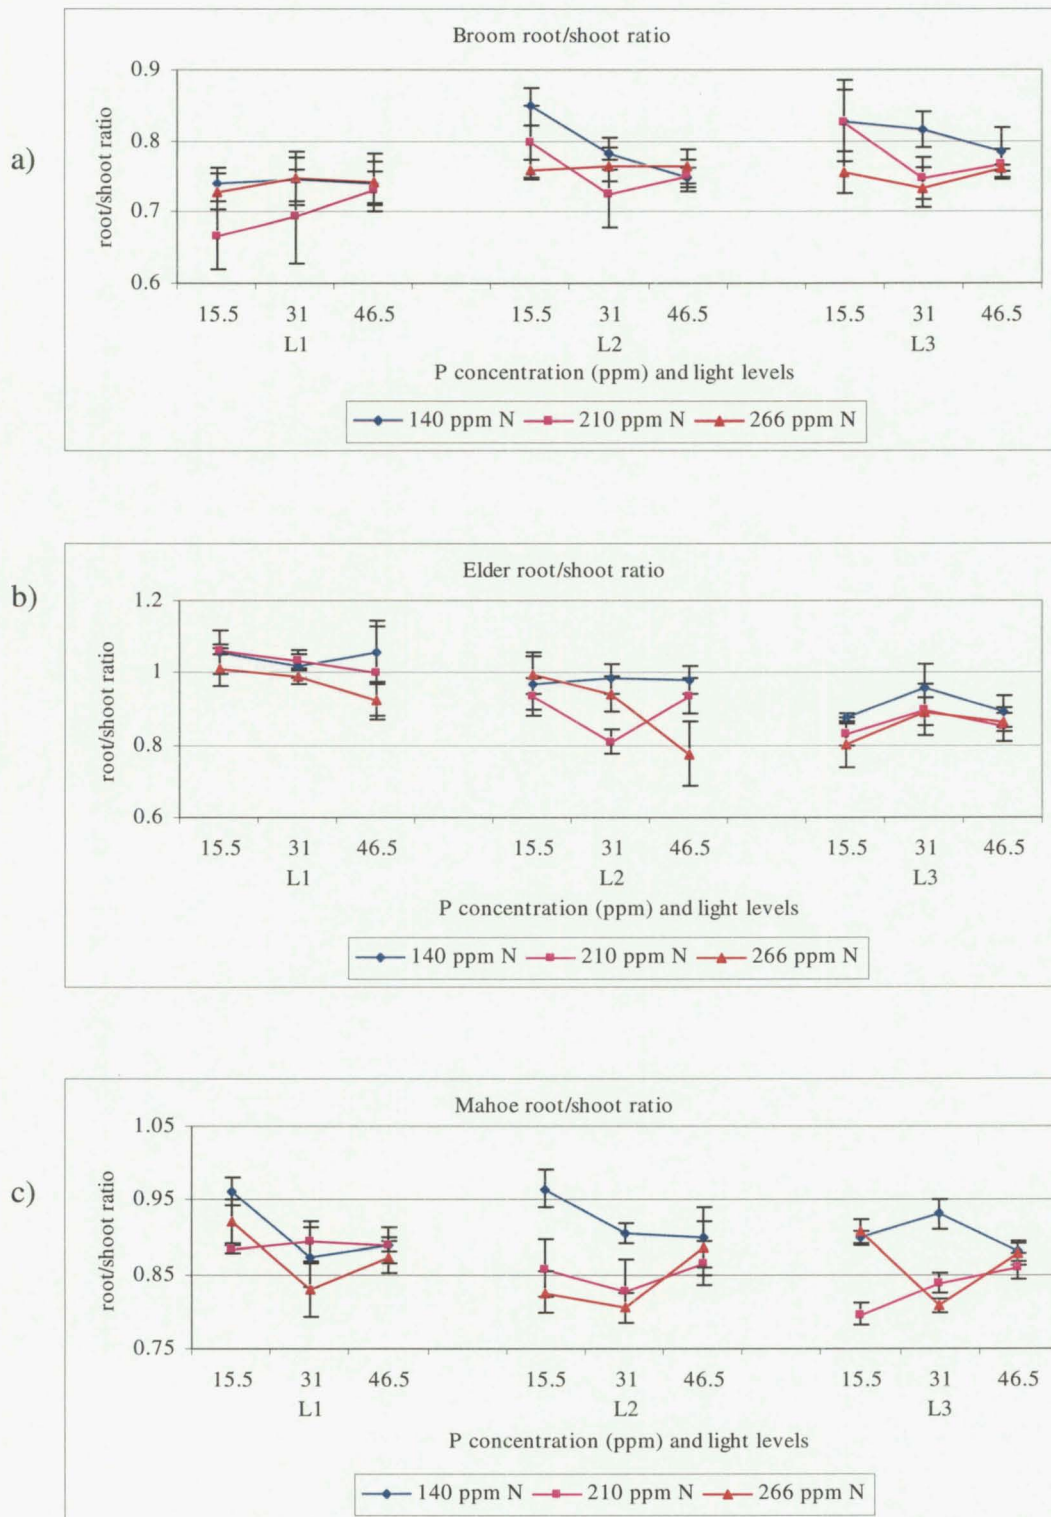 a)
Broom root/shoot ratio
root/shoot ratio
0.9
0.8
0.7
0.6
15.5 31 46.5 15.5 31 46.5 15.5 31 46.5
L1 L2 L3
P concentration (ppm) and light levels
140 ppm N 210 ppm N 266 ppm N
b)
Elder root/shoot ratio
root/shoot ratio
1.2
1
0.8
0.6
15.5 31 46.5 15.5 31 46.5 15.5 31 46.5
L1 L2 L3
P concentration (ppm) and light levels
140 ppm N 210 ppm N 266 ppm N
c)
Mahoe root/shoot ratio
root/shoot ratio
1.05
0.95
0.85
0.75
15.5 31 46.5 15.5 31 46.5 15.5 31 46.5
L1 L2 L3
P concentration (ppm) and light levels
140 ppm N 210 ppm N 266 ppm N